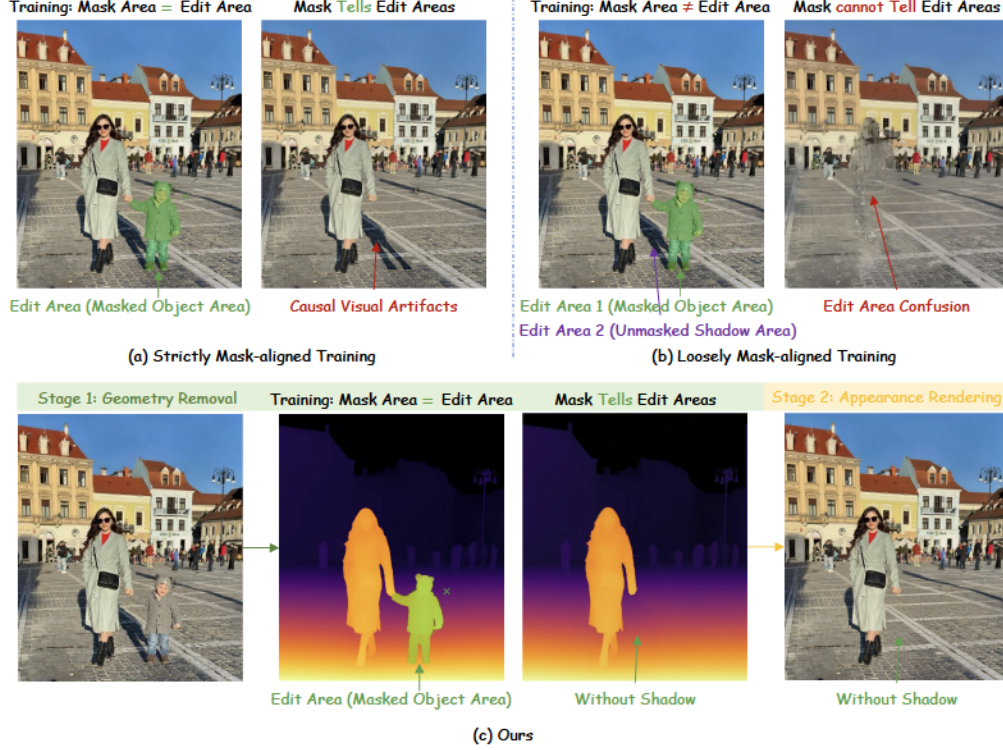 Training: Mask Area = Edit Area
Mask Tells Edit Areas
Training: Mask Area ≠ Edit Area
Mask cannot Tell Edit Areas
Edit Area (Masked Object Area)
Causal Visual Artifacts
Edit Area 1 (Masked Object Area)
Edit Area Confusion
Edit Area 2 (Unmasked Shadow Area)
(a) Strictly Mask-aligned Training
(b) Loosely Mask-aligned Training
Stage 1: Geometry Removal
Training: Mask Area = Edit Area
Mask Tells Edit Areas
Stage 2: Appearance Rendering
Edit Area (Masked Object Area)
Without Shadow
Without Shadow
(c) Ours